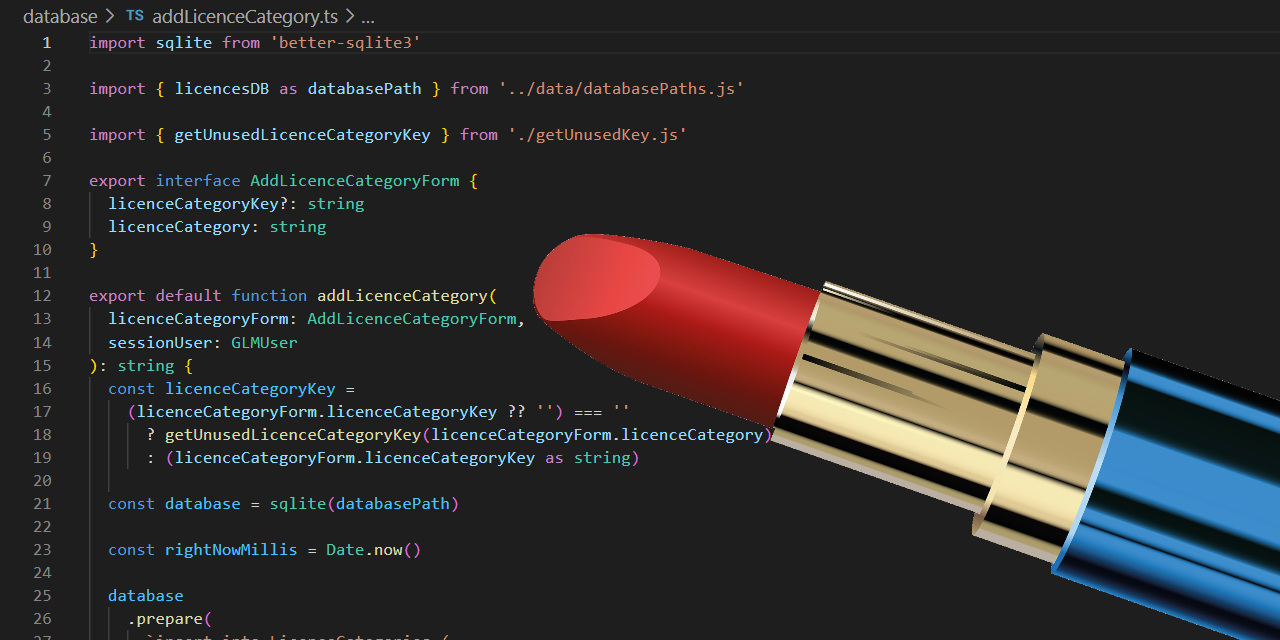 database > TS addLicenceCategory.ts > ...
1 import sqlite from 'better-sqlite3'
2
3 import { licencesDB as databasePath } from '../data/databasePaths.js'
4
5 import { getUnusedLicenceCategoryKey } from './getUnusedKey.js'
6
7 export interface AddLicenceCategoryForm {
8 licenceCategoryKey?: string
9 licenceCategory: string
10 }
11
12 export default function addLicenceCategory(
13 licenceCategoryForm: AddLicenceCategoryForm,
14 sessionUser: GLMUser
15 ): string {
16 const licenceCategoryKey =
17 (licenceCategoryForm.licenceCategoryKey ?? '') === ''
18 ? getUnusedLicenceCategoryKey(licenceCategoryForm.licenceCategory)
19 : (licenceCategoryForm.licenceCategoryKey as string)
20
21 const database = sqlite(databasePath)
22
23 const rightNowMillis = Date.now()
24
25 database
26 .prepare(
27 `insert into LicenceCategories (